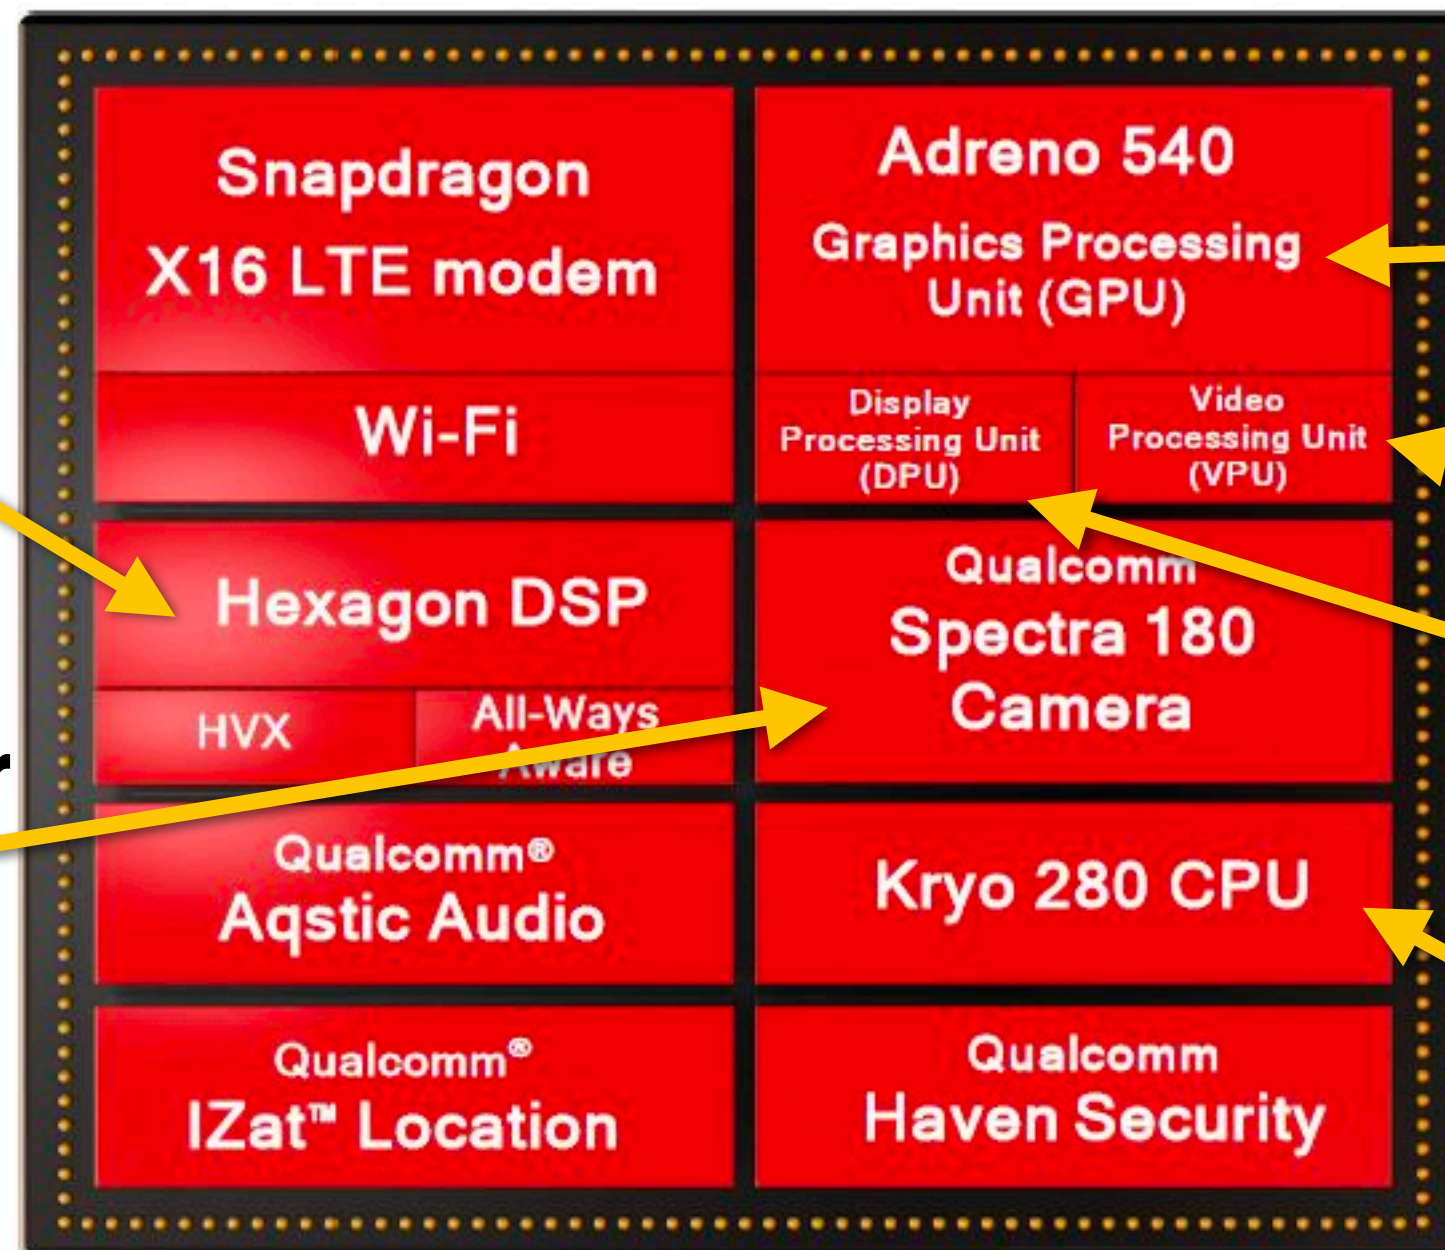 Snapdragon
X16 LTE modem
Wi-Fi
Adreno 540
Graphics Processing
Unit (GPU)
Display
Processing Unit
(DPU)
Video
Processing Unit
(VPU)
Hexagon DSP
HVX
All-Ways
Aware
Qualcomm
Spectra 180
Camera
r
Qualcomm®
Aqstic Audio
Kryo 280 CPU
Qualcomm®
IZat™ Location
Qualcomm
Haven Security